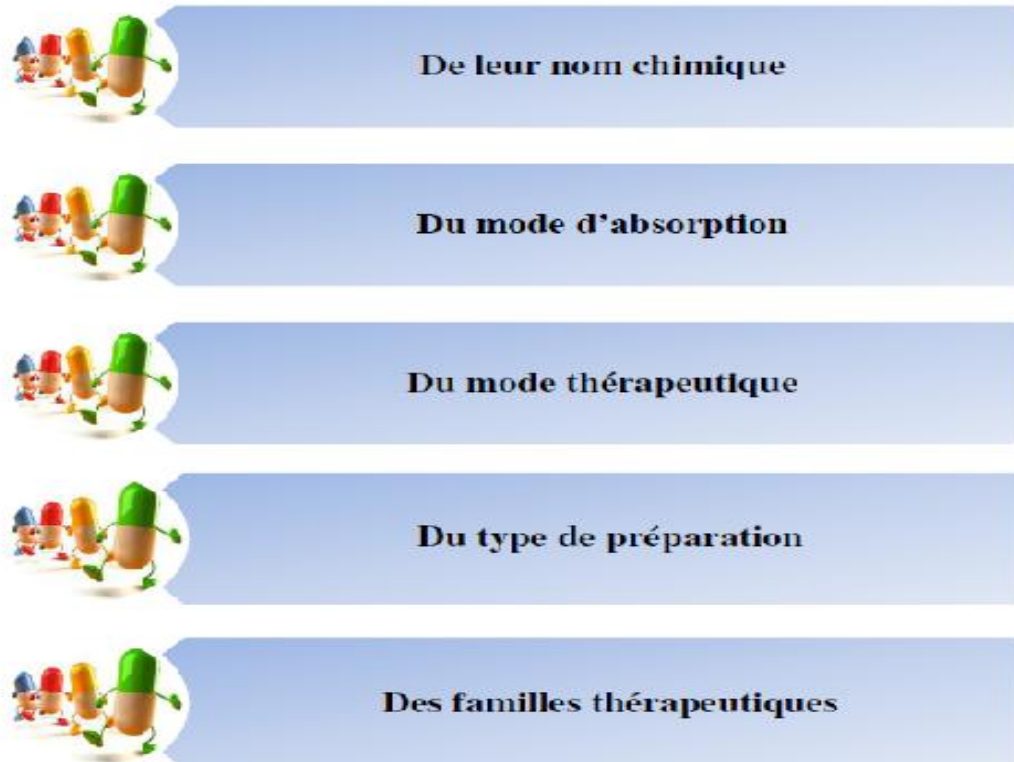 De leur nom chimique
Du mode d’absorption
Du mode thérapeutique
Du type de préparation
Des familles thérapeutiques